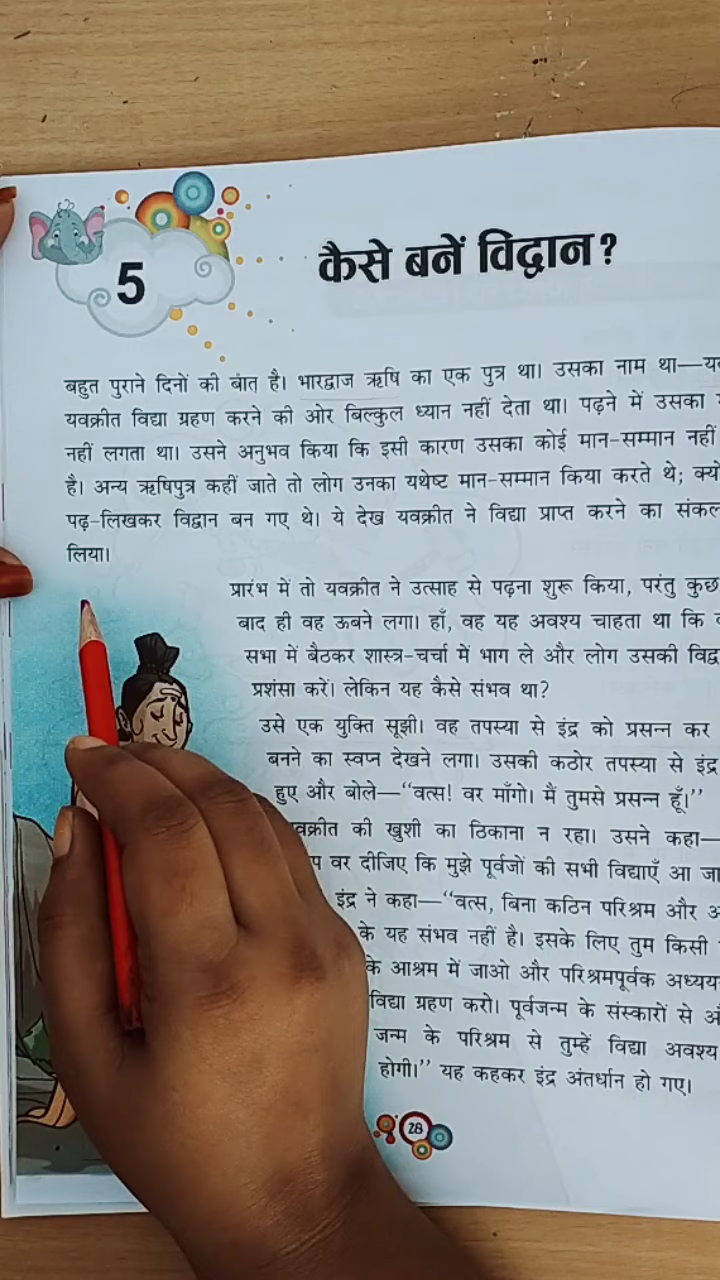 5
कैसे बनें विद्वान?
बहुत पुराने दिनों की बात है। भारद्वाज ऋषि का एक पुत्र था। उसका नाम था—
यवक्रीत विद्या ग्रहण करने की ओर बिल्कुल ध्यान नहीं देता था। पढ़ने में उसका
नहीं लगता था। उसने अनुभव किया कि इसी कारण उसका कोई मान-सम्मान नहीं
है। अन्य ऋषिपुत्र कहीं जाते तो लोग उनका यथेष्ट मान-सम्मान किया करते थे;
पढ़-लिखकर विद्वान बन गए थे। ये देख यवक्रीत ने विद्या प्राप्त करने का
लिया।
प्रारंभ में तो यवक्रीत ने उत्साह से पढ़ना शुरू किया, परंतु कुछ
बाद ही वह ऊबने लगा। हाँ, वह यह अवश्य चाहता था कि
सभा में बैठकर शास्त्र-चर्चा में भाग ले और लोग उसकी
प्रशंसा करें। लेकिन यह कैसे संभव था?
उसे एक युक्ति सूझी। वह तपस्या से इंद्र को प्रसन्न कर
बनने का स्वप्न देखने लगा। उसकी कठोर तपस्या से इंद्र
हुए और बोले—“वत्स! वर माँगो। मैं तुमसे प्रसन्न हूँ।”
की खुशी का ठिकाना न रहा। उसने कहा—
वर दीजिए कि मुझे पूर्वजों की सभी विद्याएँ आ
इंद्र ने कहा—“वत्स, बिना कठिन परिश्रम और
के यह संभव नहीं है। इसके लिए तुम किसी
के आश्रम में जाओ और परिश्रमपूर्वक
विद्या ग्रहण करो। पूर्वजन्म के संस्कारों से
जन्म के परिश्रम से तुम्हें विद्या अवश्य
होगी।” यह कहकर इंद्र अंतर्धान हो गए।
28